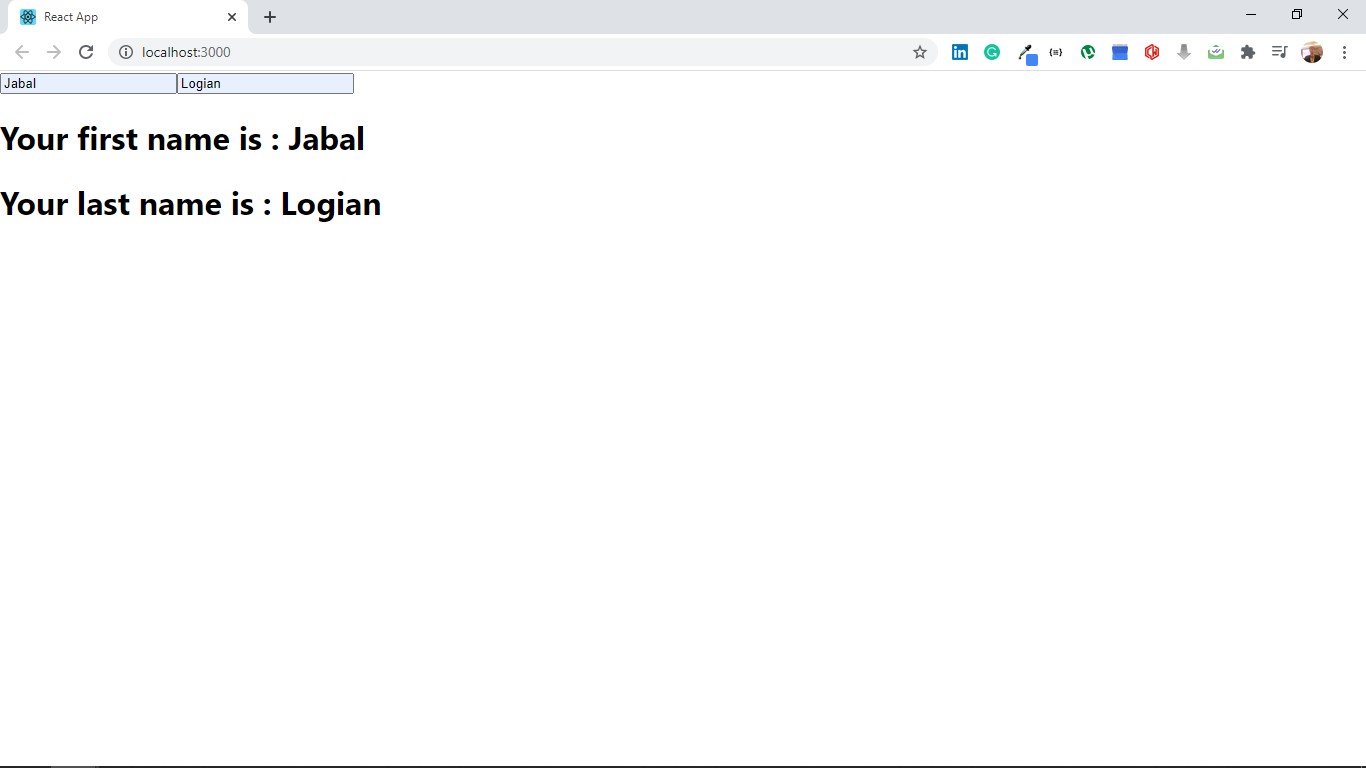 React App
localhost:3000
Jabal Logian
Your first name is : Jabal
Your last name is : Logian